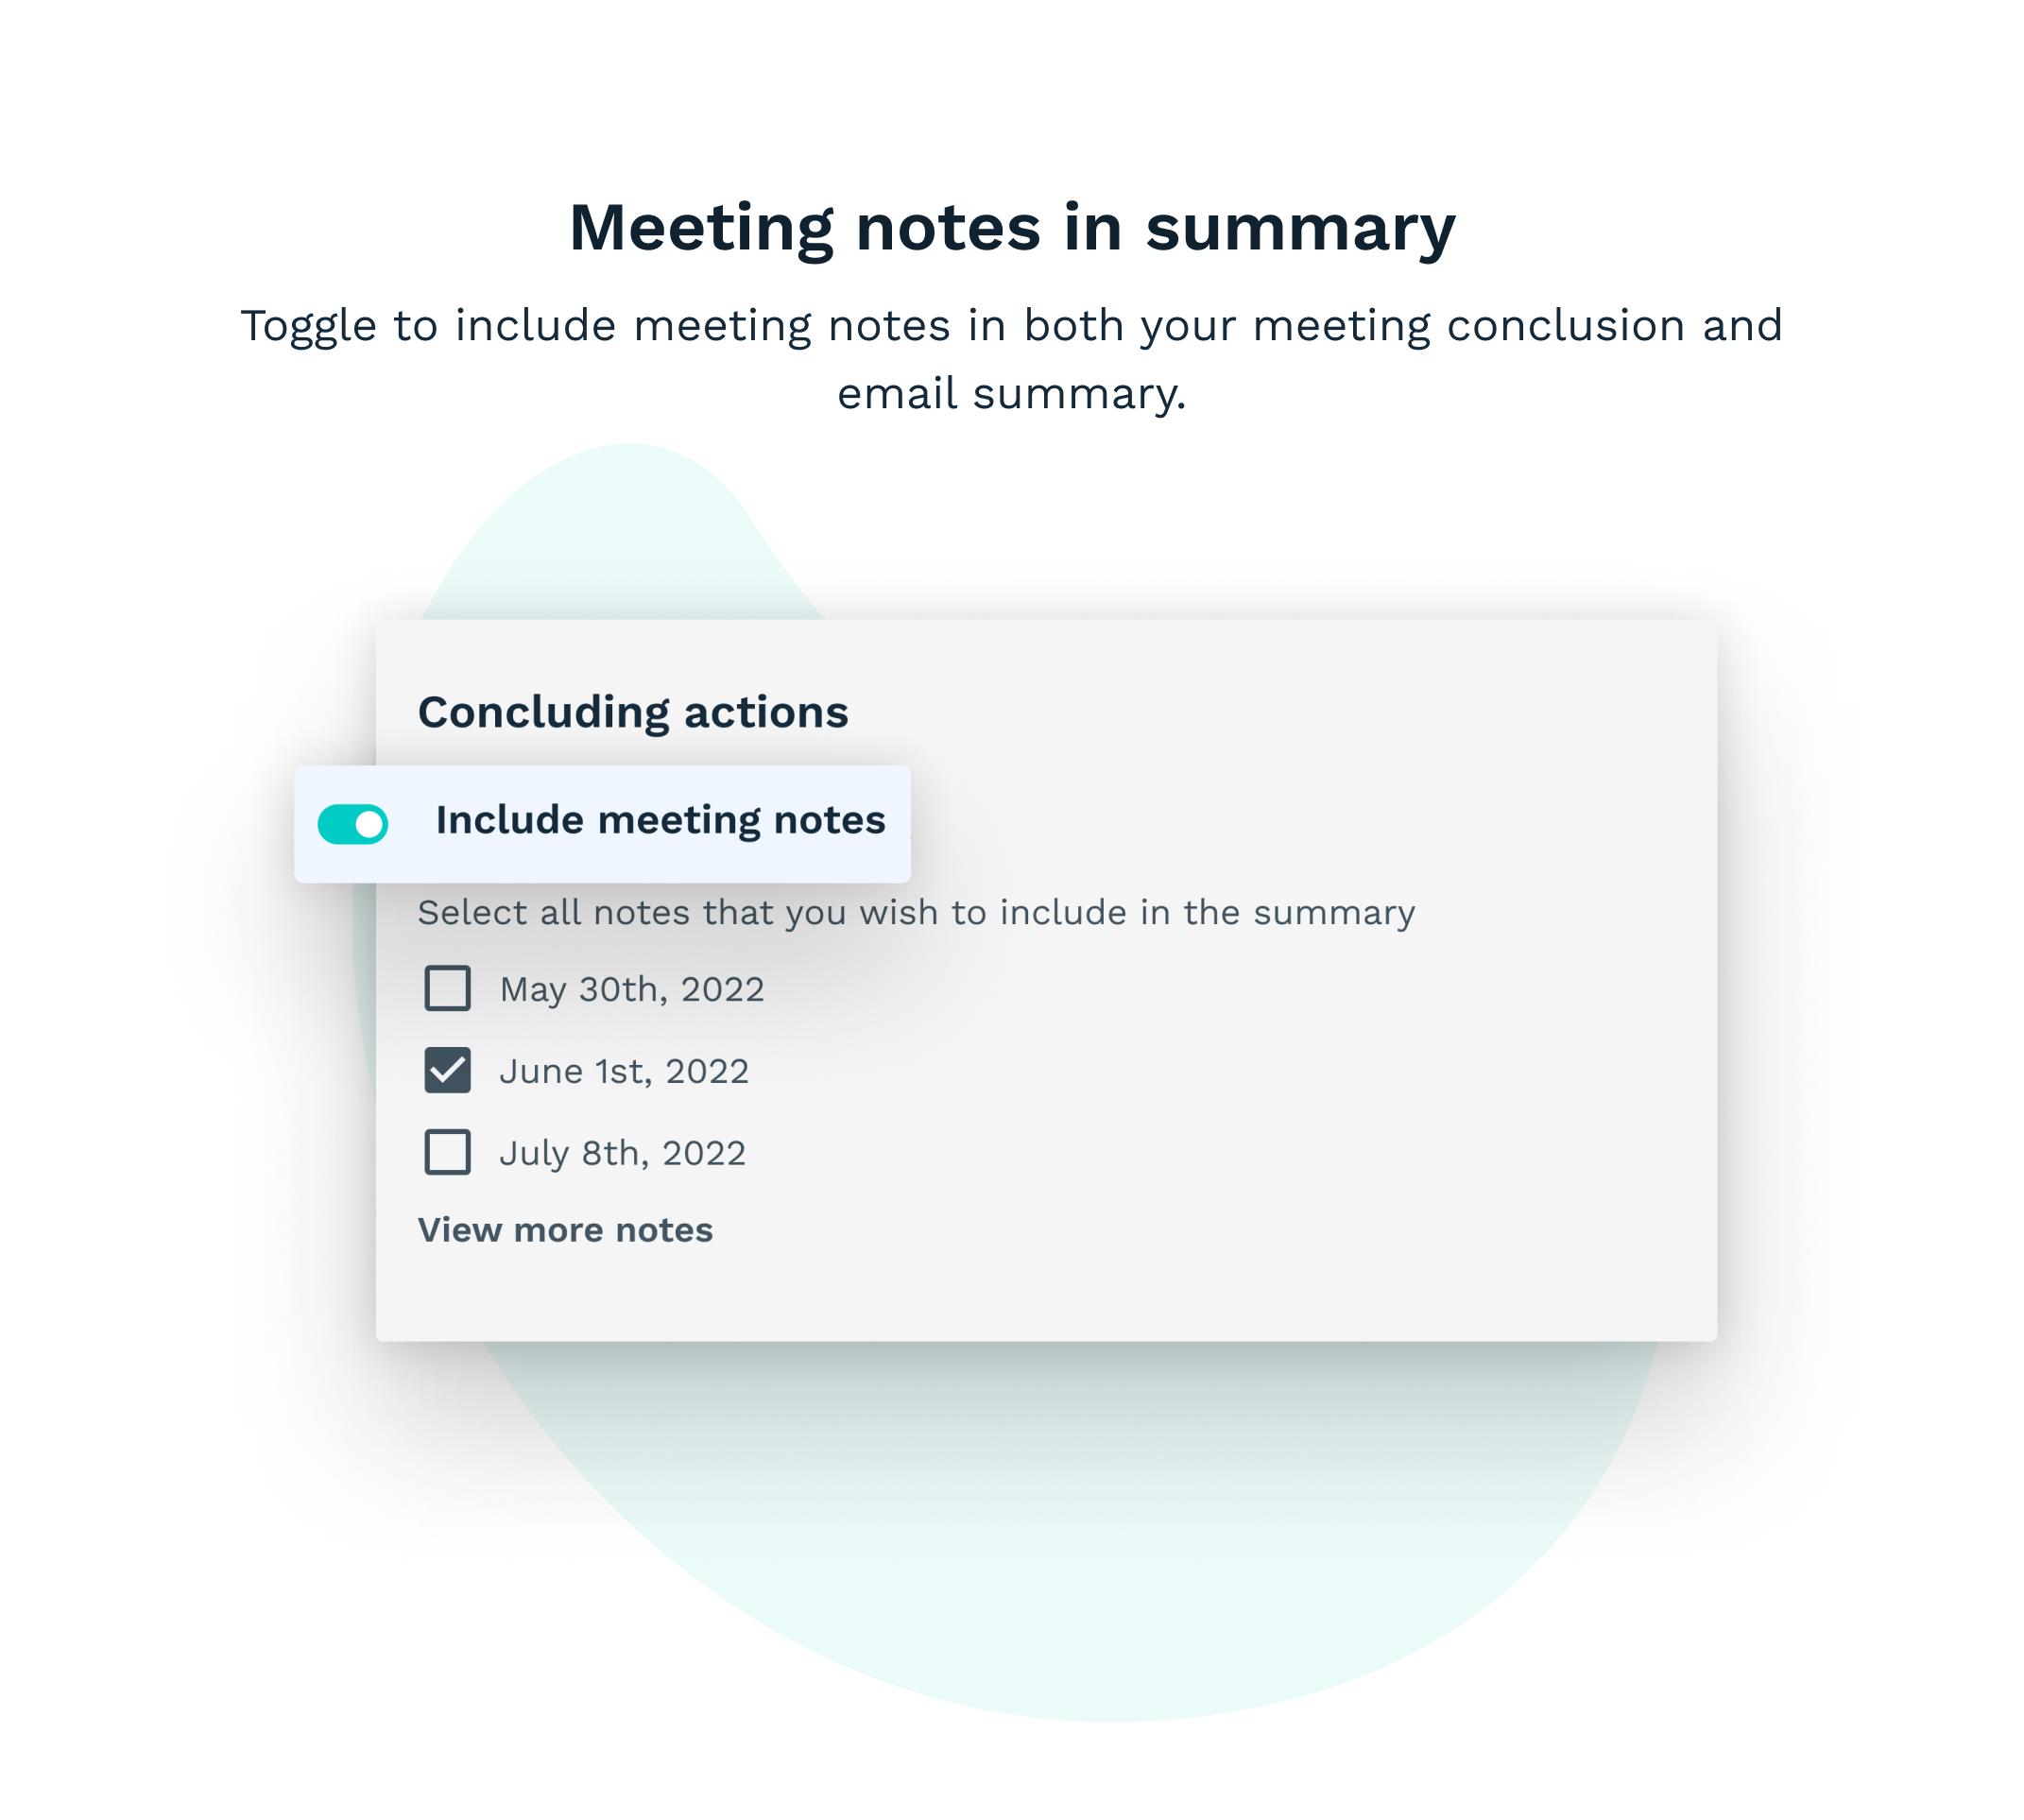 Meeting notes in summary
Toggle to include meeting notes in both your meeting conclusion and
email summary.
Concluding actions
Include meeting notes
Select all notes that you wish to include in the summary
May 30th, 2022
June 1st, 2022
July 8th, 2022
View more notes